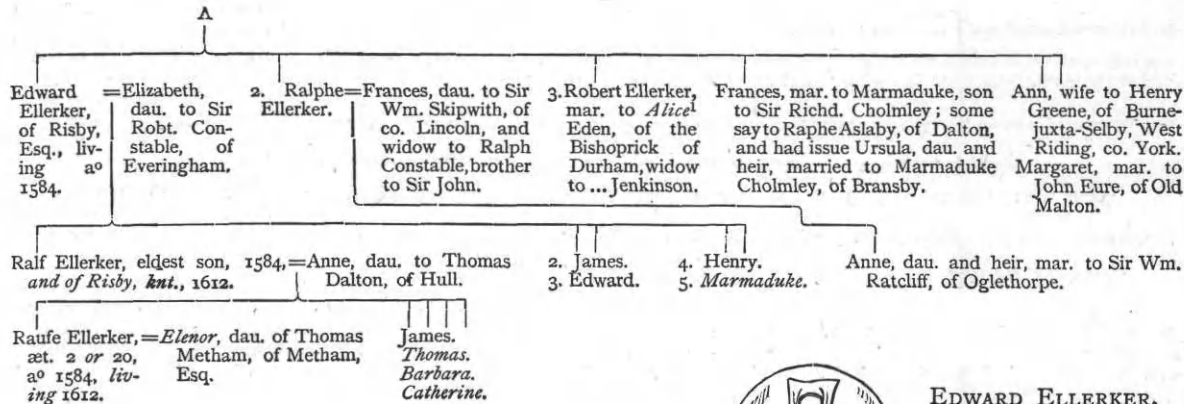 A
Edward
Ellerker,
of Risby,
Esq., liv-
ing aº
1584.
=Elizabeth,
dau. to Sir
Robt. Con-
stable, of
Everingham.
2. Ralphe=Frances, dau. to Sir
Ellerker. Wm. Skipwith, of
co. Lincoln, and
widow to Ralph
Constable, brother
to Sir John.
3. Robert Ellerker,
mar. to Alice¹
Eden, of the
Bishoprick of
Durham, widow
to ... Jenkinson.
Frances, mar. to Marmaduke, son
to Sir Richd. Cholmley; some
say to Raphe Aslaby, of Dalton,
and had issue Ursula, dau. and
heir, married to Marmaduke
Cholmley, of Bransby.
Ann, wife to Henry
Greene, of Burne-
juxta-Selby, West
Riding, co. York.
Margaret, mar. to
John Eure, of Old
Malton.
Ralf Ellerker, eldest son, 1584,=Anne, dau. to Thomas
and of Risby, knt., 1612. Dalton, of Hull.
2. James.
3. Edward.
4. Henry.
5. Marmaduke.
Anne, dau. and heir, mar. to Sir Wm.
Ratcliff, of Oglethorpe.
Raufe Ellerker,=Elenor, dau. of Thomas
æt. 2 or 20, Metham, of Metham,
aº 1584, liv- Esq.
ing 1612.
James.
Thomas.
Barbara.
Catherine.
EDWARD ELLERKER.